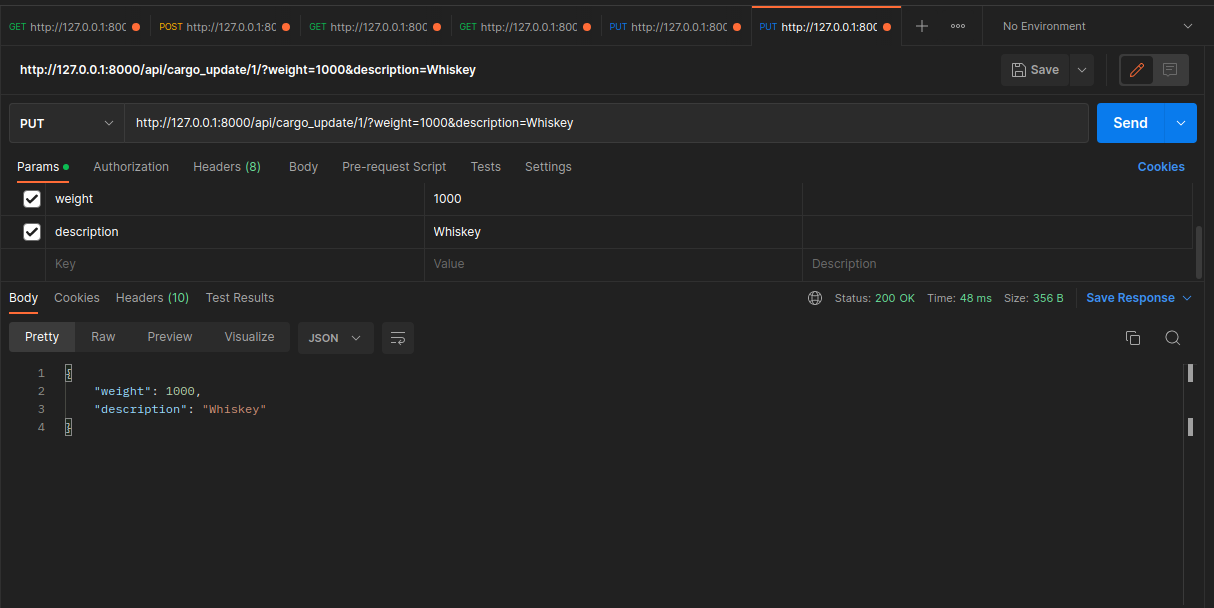 GET http://127.0.0.1:800 POST http://127.0.0.1:80 GET http://127.0.0.1:800 GET http://127.0.0.1:800 PUT http://127.0.0.1:800 PUT http://127.0.0.1:800 No Environment
http://127.0.0.1:8000/api/cargo_update/1/?weight=1000&description=Whiskey Save
PUT http://127.0.0.1:8000/api/cargo_update/1/?weight=1000&description=Whiskey Send
Params Authorization Headers (8) Body Pre-request Script Tests Settings Cookies
weight 1000
description Whiskey
Key Value Description
Body Cookies Headers (10) Test Results Status: 200 OK Time: 48 ms Size: 356 B Save Response
Pretty Raw Preview Visualize JSON
1 {
2 "weight": 1000,
3 "description": "Whiskey"
4 }